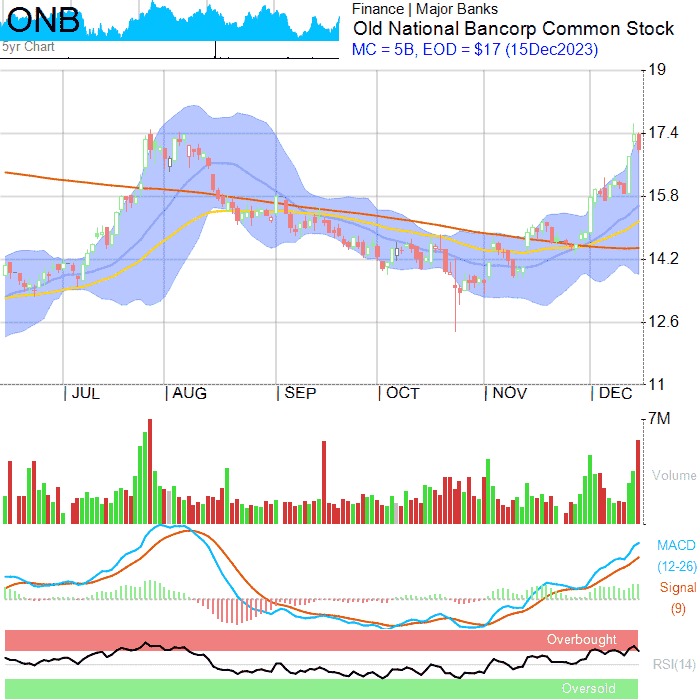 ONB
5yr Chart
Finance | Major Banks
Old National Bancorp Common Stock
MC = 5B, EOD = $17 (15Dec2023)
19
17.4
15.8
14.2
12.6
11
| JUL | AUG | SEP | OCT | NOV | DEC
7M
Volume
MACD
(12-26)
Signal
(9)
Overbought
RSI(14)
Oversold